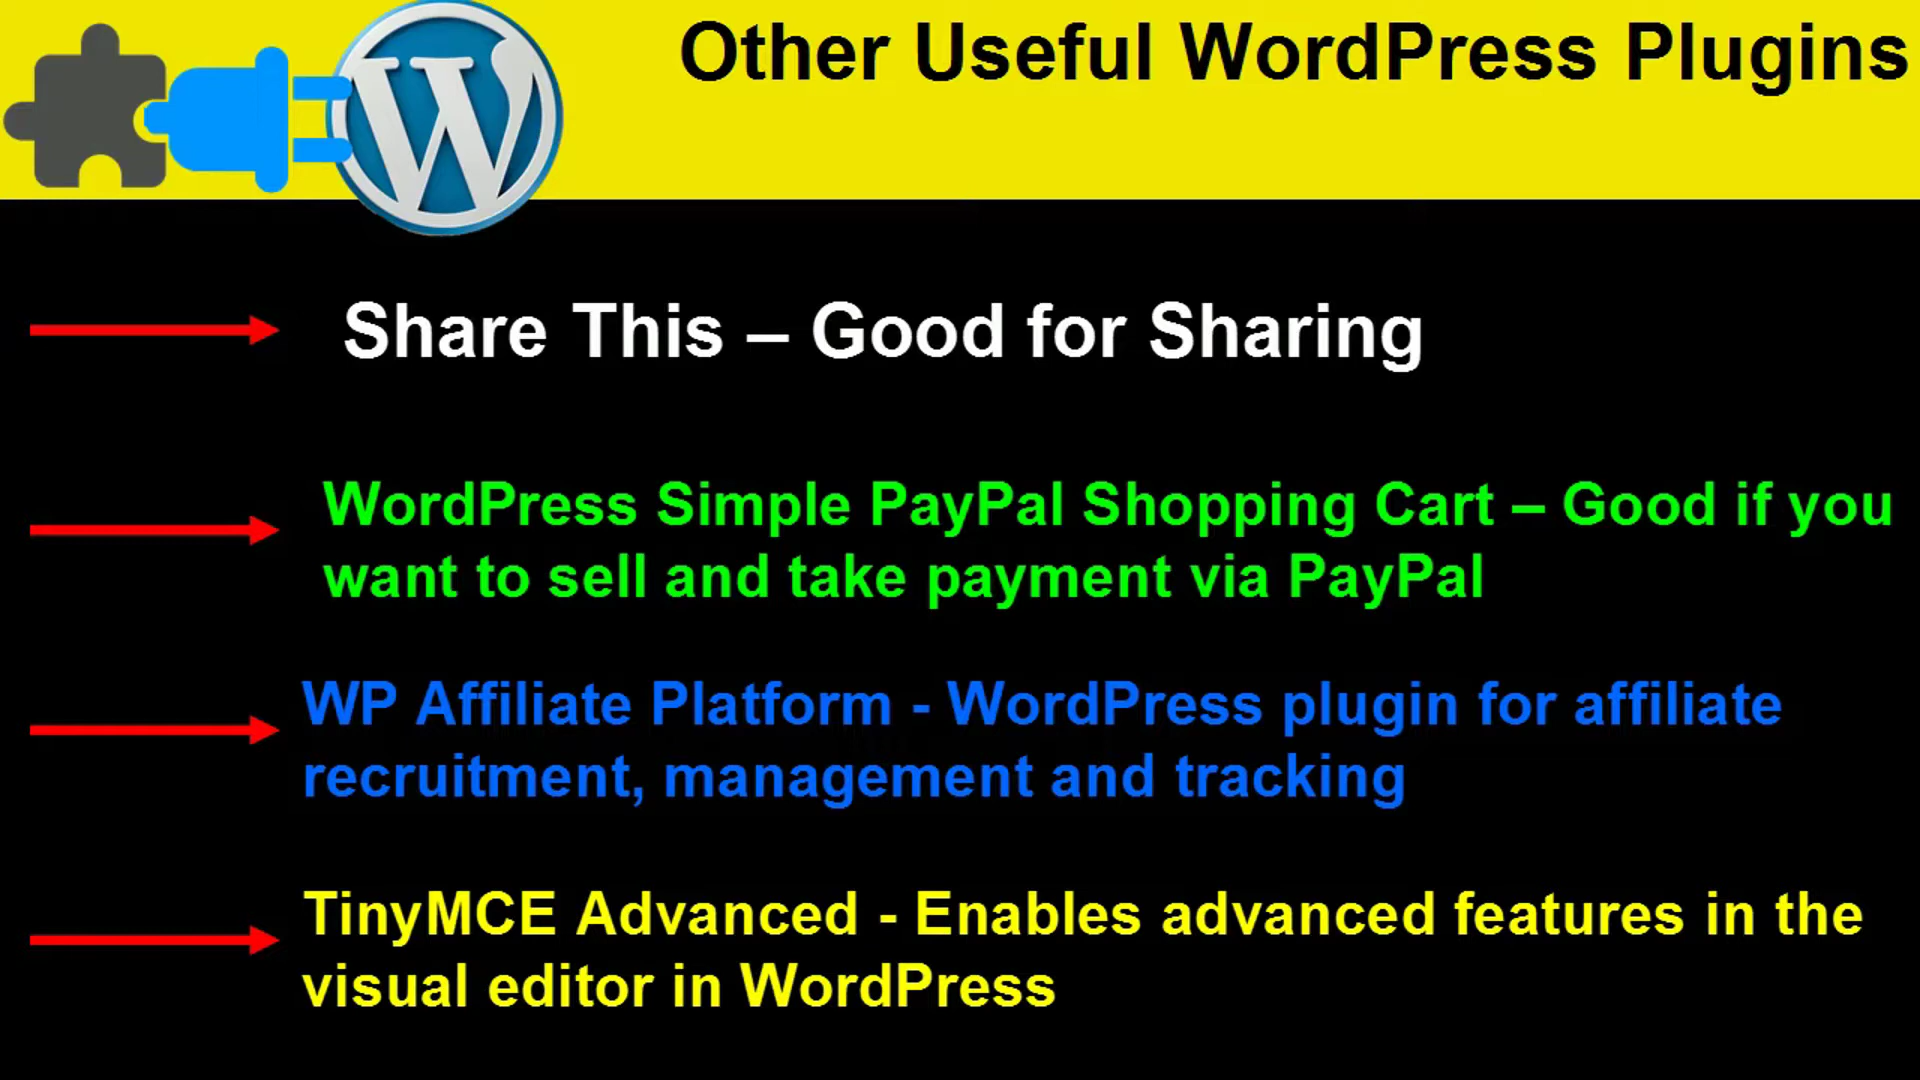 Other Useful WordPress Plugins
W
Share This – Good for Sharing
WordPress Simple PayPal Shopping Cart – Good if you
want to sell and take payment via PayPal
WP Affiliate Platform - WordPress plugin for affiliate
recruitment, management and tracking
TinyMCE Advanced - Enables advanced features in the
visual editor in WordPress